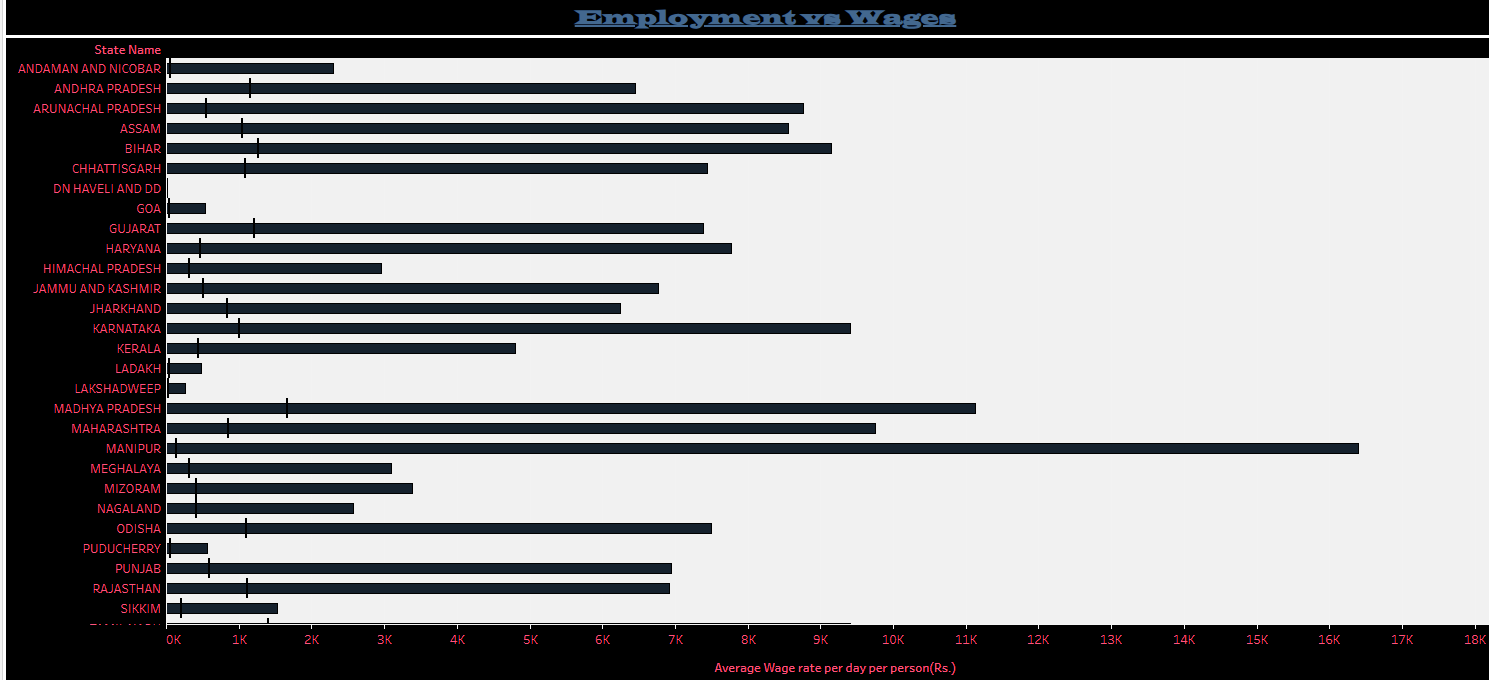 Employment vs Wages
State Name
ANDAMAN AND NICOBAR
ANDHRA PRADESH
ARUNACHAL PRADESH
ASSAM
BIHAR
CHHATTISGARH
DN HAVELI AND DD
GOA
GUJARAT
HARYANA
HIMACHAL PRADESH
JAMMU AND KASHMIR
JHARKHAND
KARNATAKA
KERALA
LADAKH
LAKSHADWEEP
MADHYA PRADESH
MAHARASHTRA
MANIPUR
MEGHALAYA
MIZORAM
NAGALAND
ODISHA
PUDUCHERRY
PUNJAB
RAJASTHAN
SIKKIM
0K 1K 2K 3K 4K 5K 6K 7K 8K 9K 10K 11K 12K 13K 14K 15K 16K 17K 18K
Average Wage rate per day per person(Rs.)